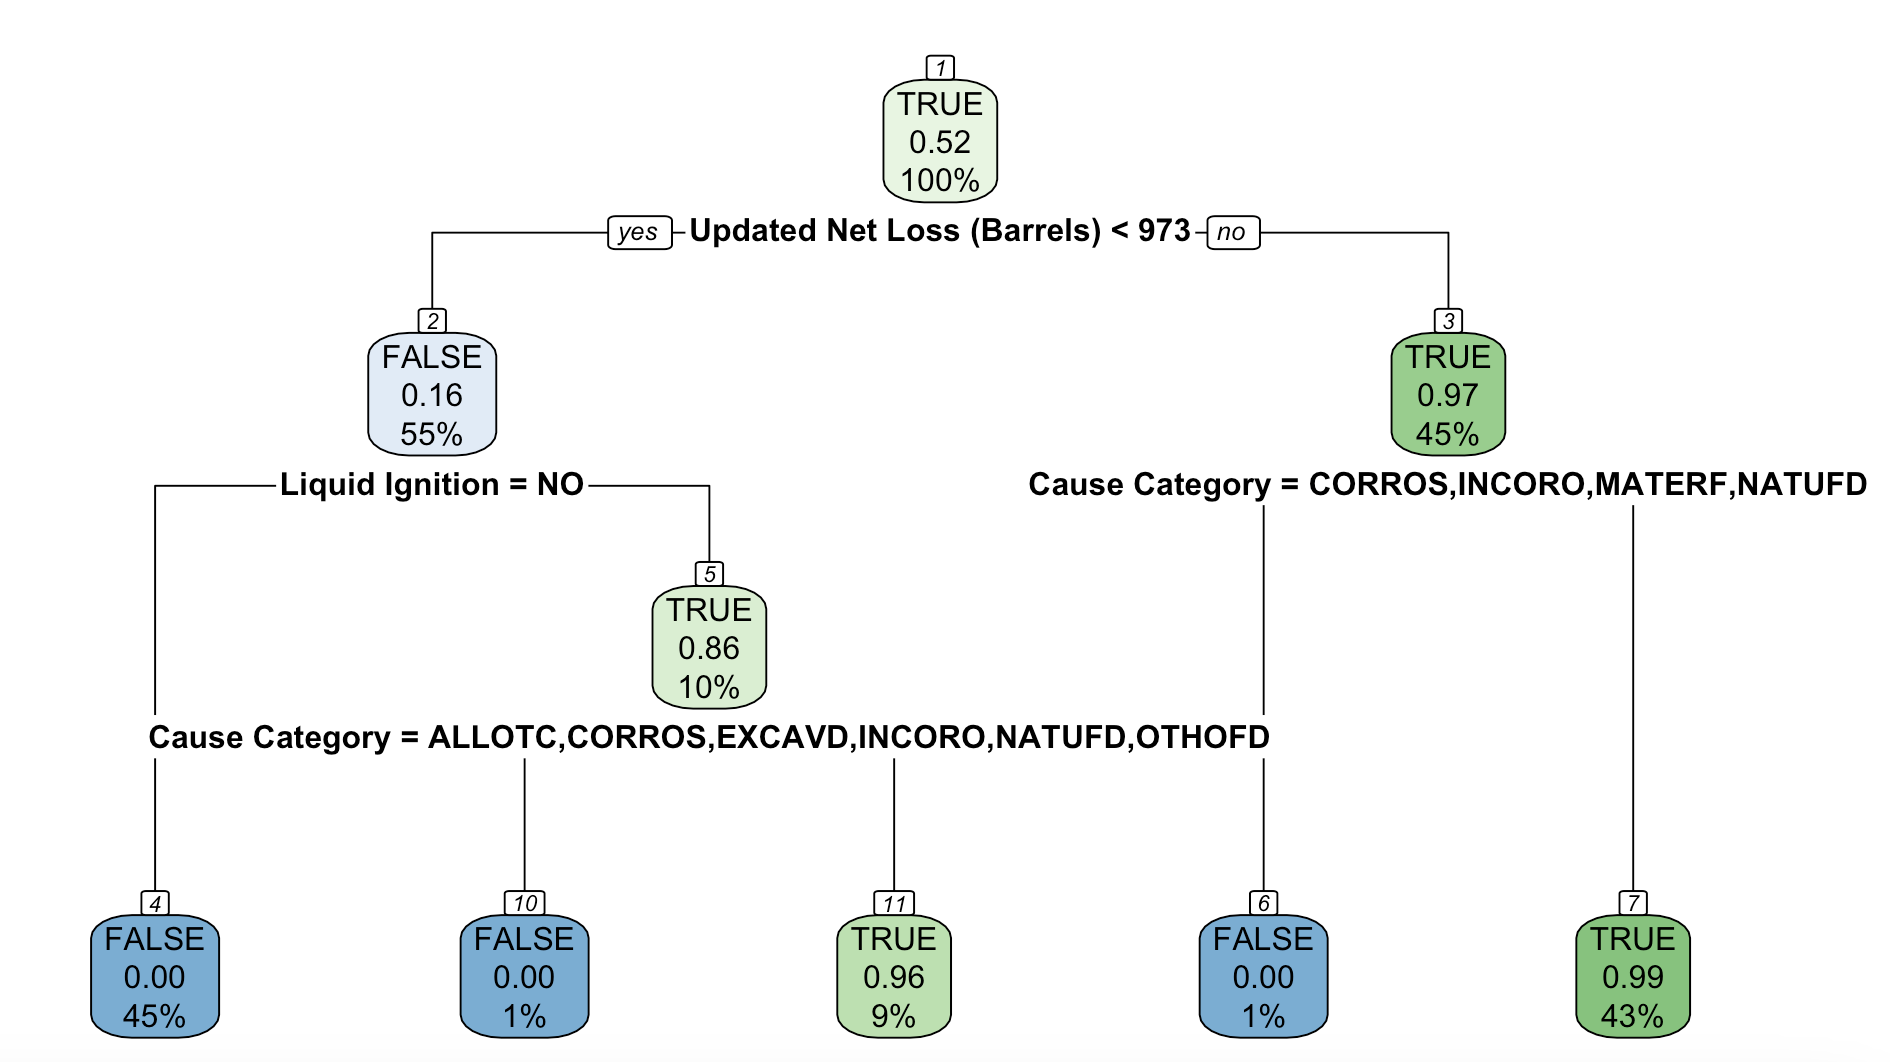 1
TRUE
0.52
100%
yes
Updated Net Loss (Barrels) < 973
no
2
FALSE
0.16
55%
3
TRUE
0.97
45%
Liquid Ignition = NO
Cause Category = CORROS,INCORO,MATERF,NATUFD
5
TRUE
0.86
10%
Cause Category = ALLOTC,CORROS,EXCAVD,INCORO,NATUFD,OTHOFD
4
FALSE
0.00
45%
10
FALSE
0.00
1%
11
TRUE
0.96
9%
6
FALSE
0.00
1%
7
TRUE
0.99
43%